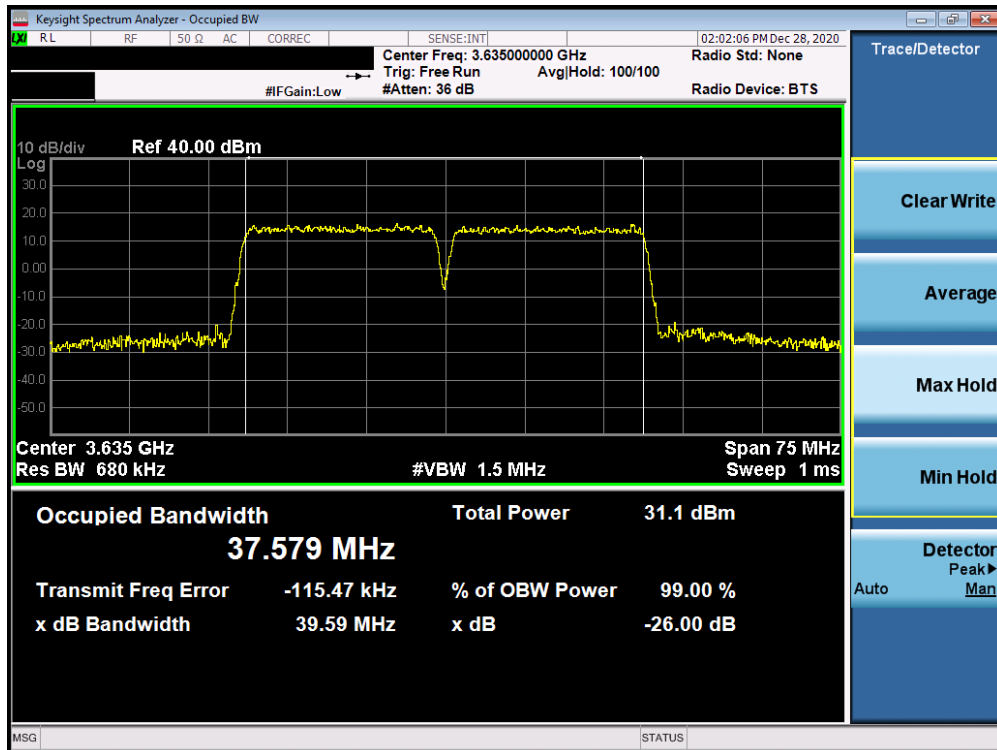 Keysight Spectrum Analyzer - Occupied BW
LXI RL RF 50 Ω AC CORREC SENSE:INT 02:02:06 PM Dec 28, 2020
Center Freq: 3.635000000 GHz Radio Std: None
Trig: Free Run Avg|Hold: 100/100
#IFGain:Low #Atten: 36 dB Radio Device: BTS
Trace/Detector
10 dB/div Ref 40.00 dBm
Log
30.0
20.0
10.0
0.00
-10.0
-20.0
-30.0
-40.0
-50.0
Center 3.635 GHz Span 75 MHz
Res BW 680 kHz #VBW 1.5 MHz Sweep 1 ms
Clear Write
Average
Max Hold
Min Hold
Detector
Peak▶
Auto Man
Occupied Bandwidth Total Power 31.1 dBm
37.579 MHz
Transmit Freq Error -115.47 kHz % of OBW Power 99.00 %
x dB Bandwidth 39.59 MHz x dB -26.00 dB
MSG STATUS